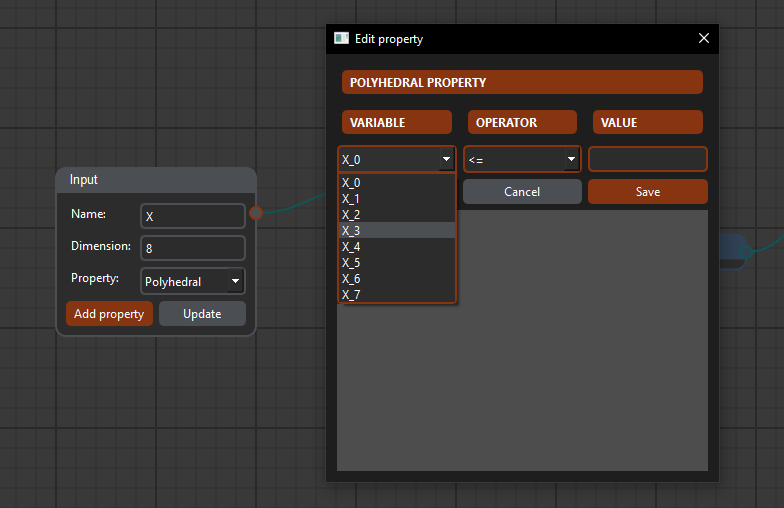 Edit property
POLYHEDRAL PROPERTY
VARIABLE OPERATOR VALUE
X_0 <=
X_0
X_1
X_2
X_3
X_4
X_5
X_6
X_7
Cancel Save
Input
Name: X
Dimension: 8
Property: Polyhedral
Add property Update